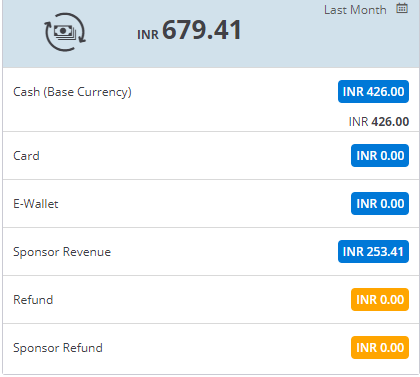 Last Month
INR 679.41
Cash (Base Currency) INR 426.00
INR 426.00
Card INR 0.00
E-Wallet INR 0.00
Sponsor Revenue INR 253.41
Refund INR 0.00
Sponsor Refund INR 0.00